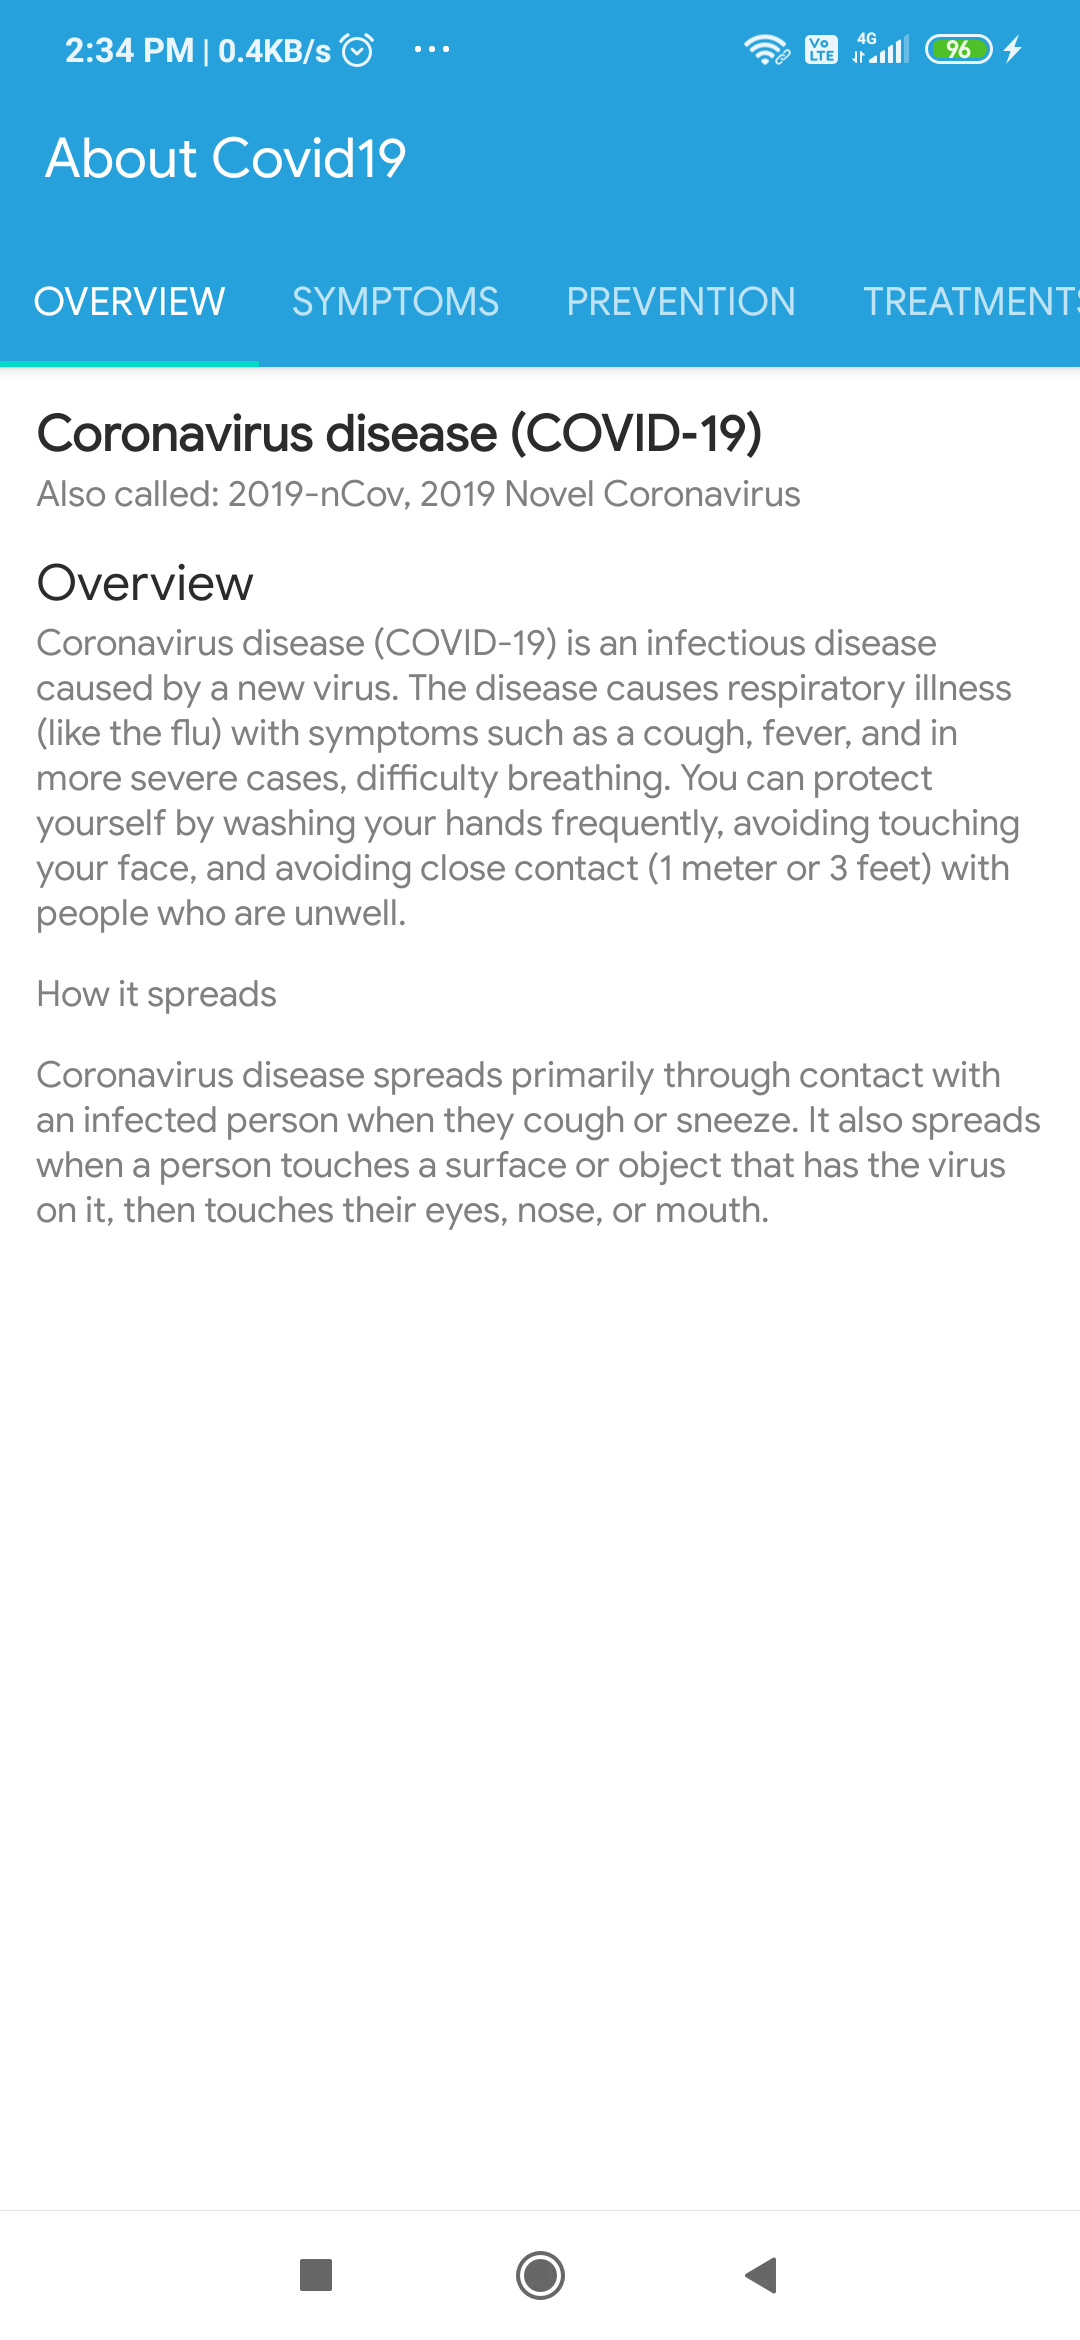 2:34 PM | 0.4KB/s ... Vo LTE 4G 96
About Covid19
OVERVIEW SYMPTOMS PREVENTION TREATMENTS
Coronavirus disease (COVID-19)
Also called: 2019-nCov, 2019 Novel Coronavirus
Overview
Coronavirus disease (COVID-19) is an infectious disease
caused by a new virus. The disease causes respiratory illness
(like the flu) with symptoms such as a cough, fever, and in
more severe cases, difficulty breathing. You can protect
yourself by washing your hands frequently, avoiding touching
your face, and avoiding close contact (1 meter or 3 feet) with
people who are unwell.
How it spreads
Coronavirus disease spreads primarily through contact with
an infected person when they cough or sneeze. It also spreads
when a person touches a surface or object that has the virus
on it, then touches their eyes, nose, or mouth.